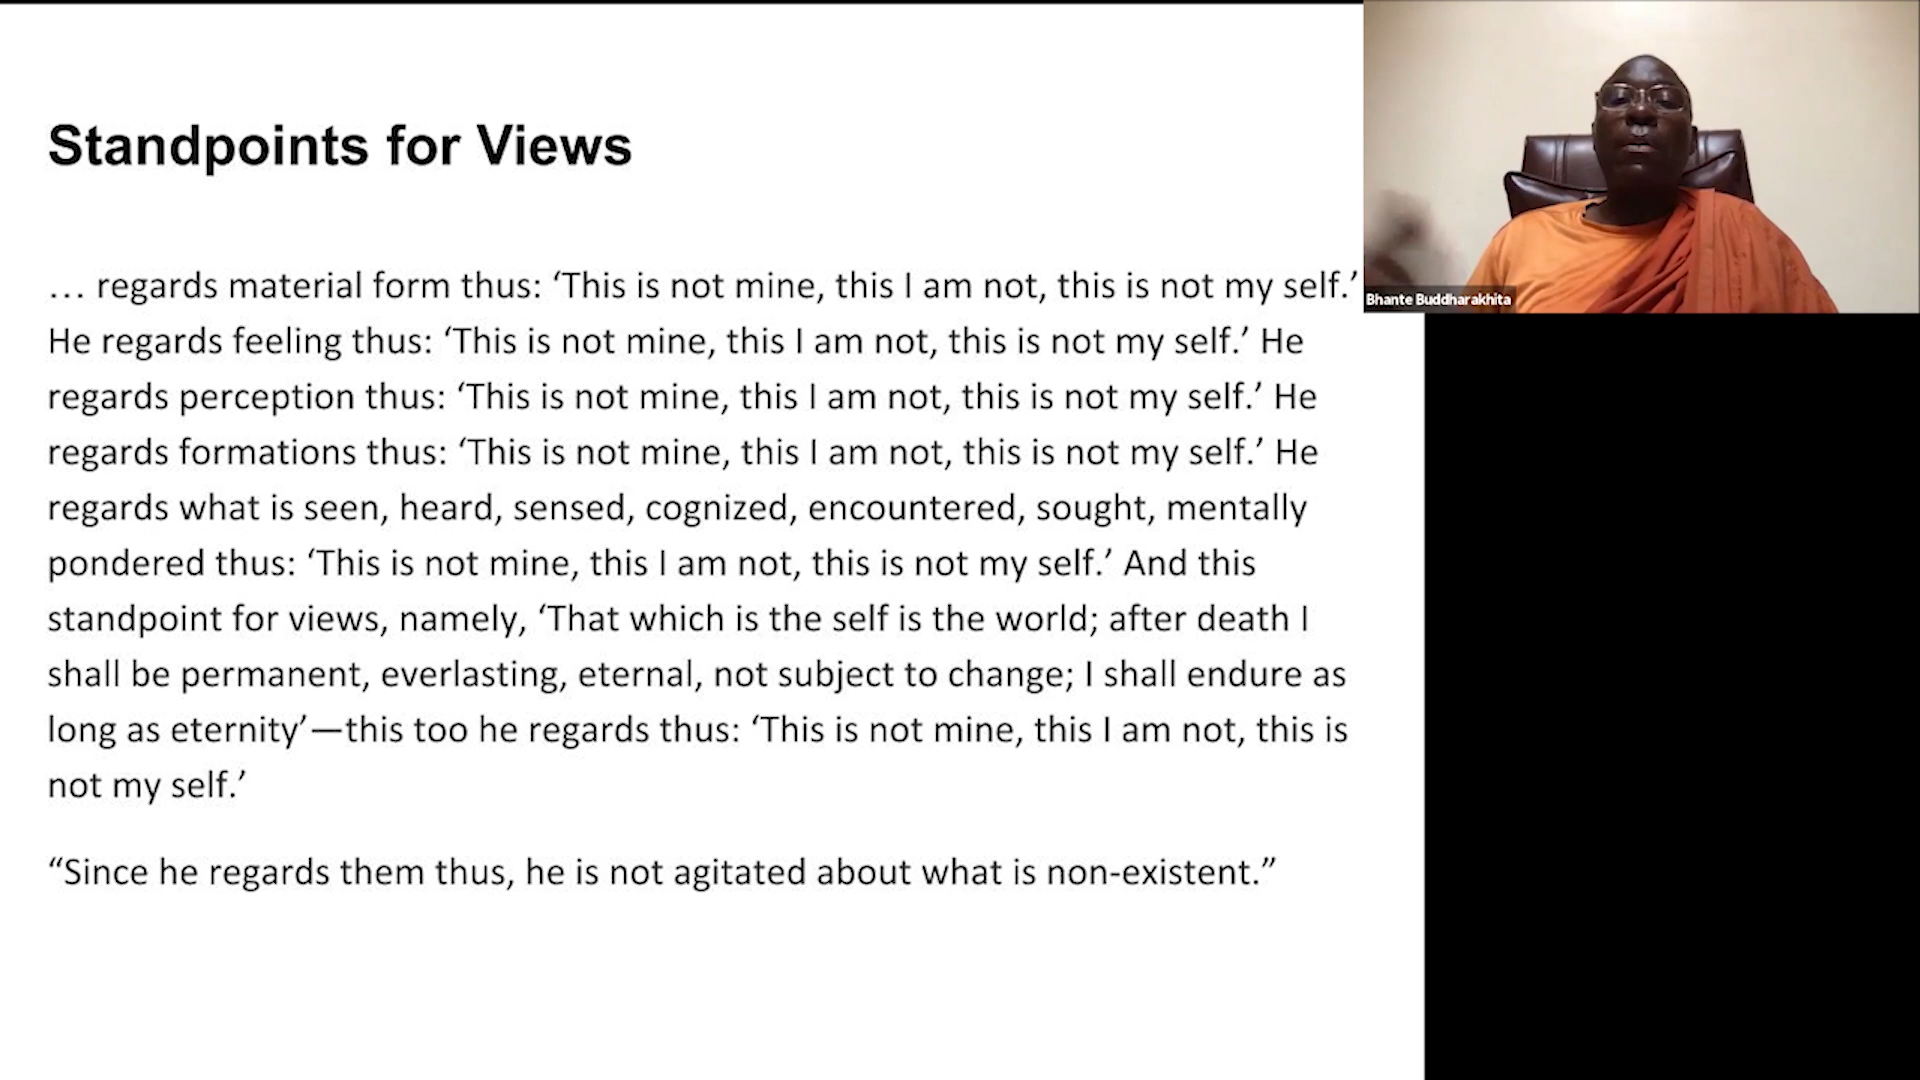 Standpoints for Views
… regards material form thus: ‘This is not mine, this I am not, this is not my self.’
He regards feeling thus: ‘This is not mine, this I am not, this is not my self.’ He
regards perception thus: ‘This is not mine, this I am not, this is not my self.’ He
regards formations thus: ‘This is not mine, this I am not, this is not my self.’ He
regards what is seen, heard, sensed, cognized, encountered, sought, mentally
pondered thus: ‘This is not mine, this I am not, this is not my self.’ And this
standpoint for views, namely, ‘That which is the self is the world; after death I
shall be permanent, everlasting, eternal, not subject to change; I shall endure as
long as eternity’—this too he regards thus: ‘This is not mine, this I am not, this is
not my self.’
“Since he regards them thus, he is not agitated about what is non-existent.”
Bhante Buddharakhita